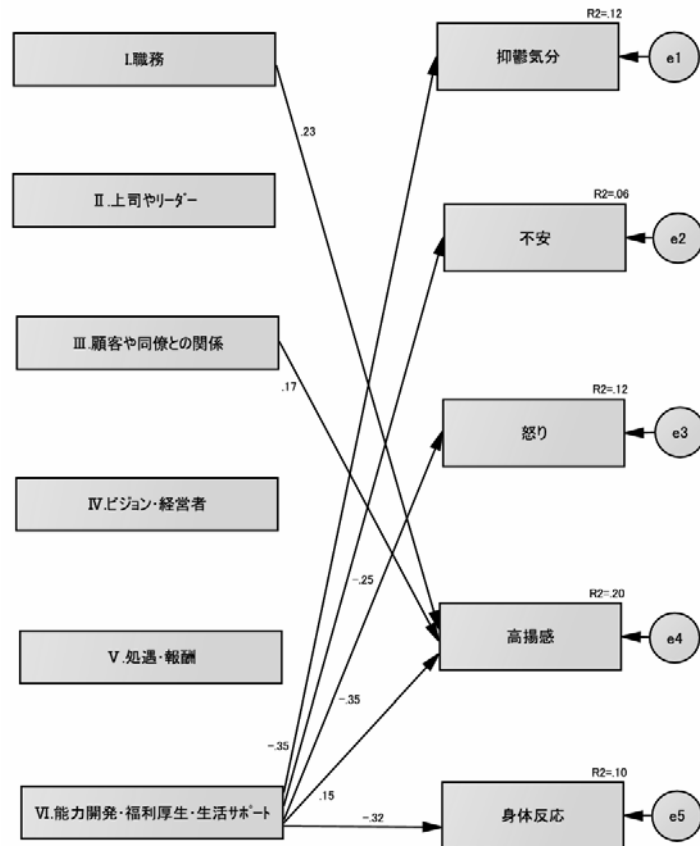 R2=.12
Ⅰ.職務
抑鬱気分
e1
.23
R2=.06
Ⅱ.上司やリーダー
不安
e2
Ⅲ.顧客や同僚との関係
.17
R2=.12
怒り
e3
Ⅳ.ビジョン・経営者
-.25
R2=.20
高揚感
e4
Ⅴ.処遇・報酬
-.35
-.35
R2=.10
Ⅵ.能力開発・福利厚生・生活サポート
.15
-.32
身体反応
e5